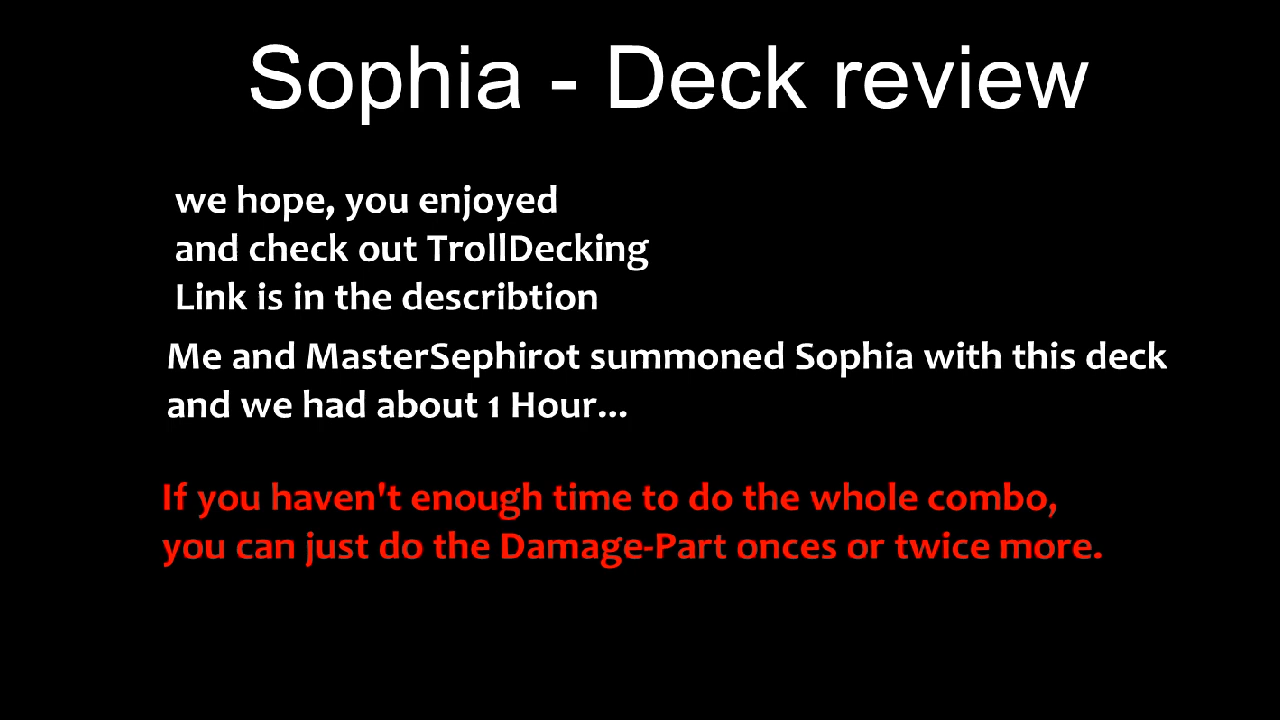 Sophia - Deck review
we hope, you enjoyed
and check out TrollDecking
Link is in the describtion
Me and MasterSephirot summoned Sophia with this deck
and we had about 1 Hour...
If you haven't enough time to do the whole combo,
you can just do the Damage-Part onces or twice more.